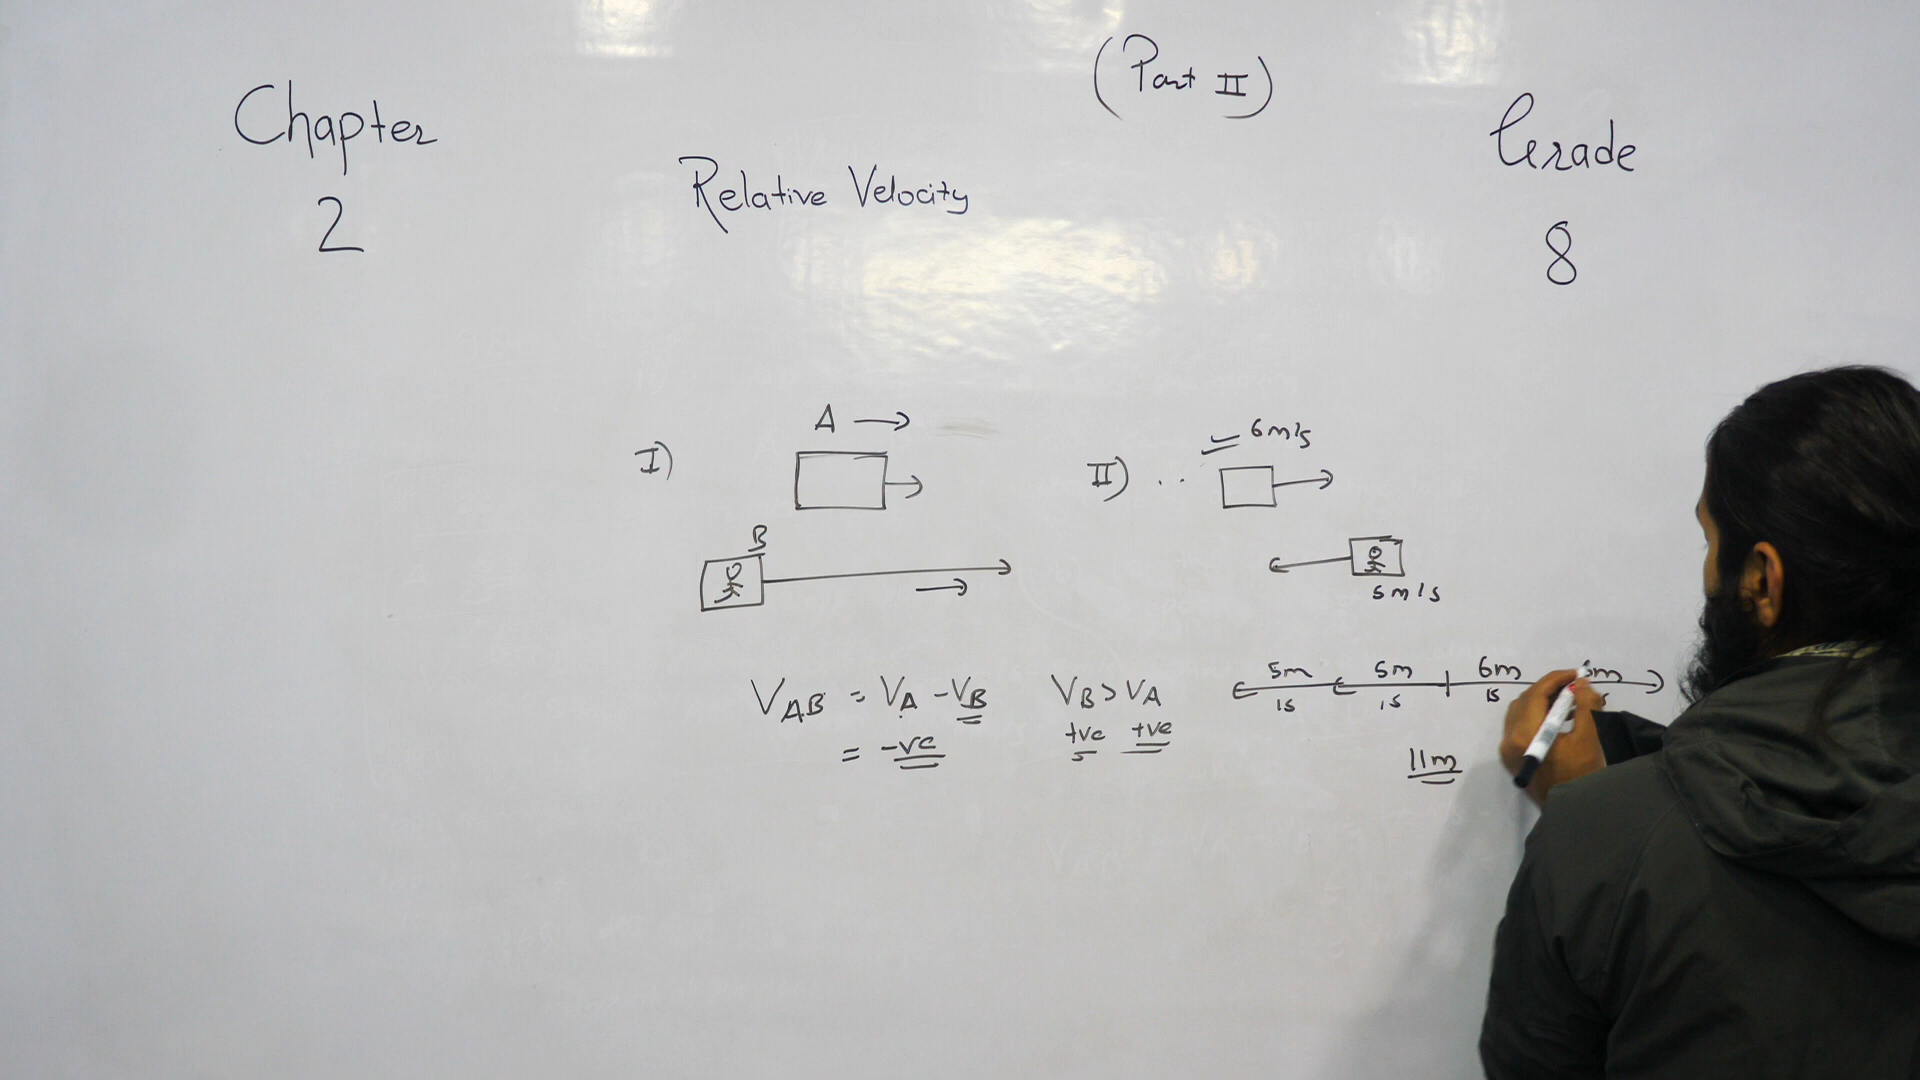 (Part II)
Chapter
2
Relative Velocity
Grade
8
I)
A
B
V_AB = V_A - V_B
= -ve
V_B > V_A
+ve +ve
II) ..
6m/s
5m/s
5m 5m 6m
1s 1s 1s
11m